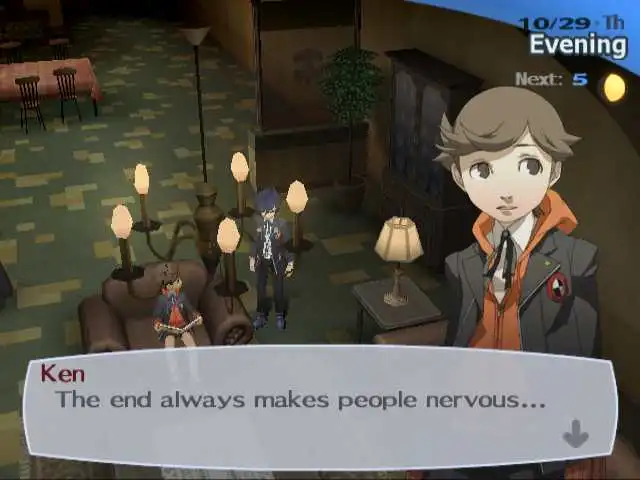 10/29 Th
Evening
Next: 5
Ken
The end always makes people nervous...